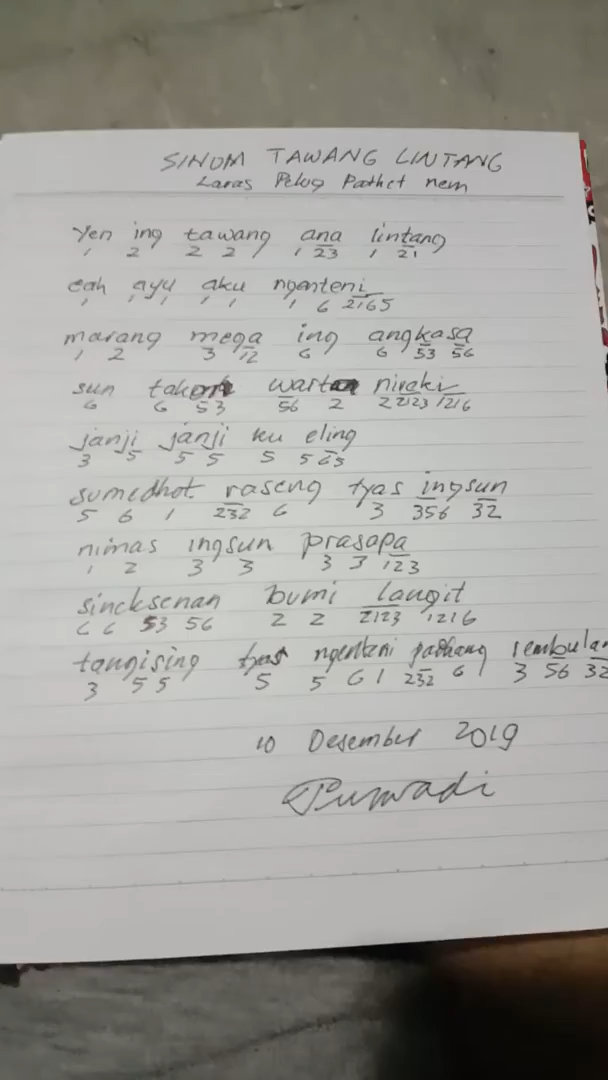 SINOM TAWANG LINTANG
Laras Pelog Pathet nem
yen ing tawang ana lintang
1 2 2 2 1 23 1 21
cah ayu aku ngenteni
1 1 1 1 1 1 6 2165
marang mega ing angkasa
1 2 3 12 6 6 53 56
sun takon warta niraki
6 6 53 56 2 2 2123 1216
janji janji ku eling
3 5 5 5 5 5 65
sumedhot raseng tyas ingsun
5 6 1 232 6 3 356 32
nimas ingsun prasapa
1 2 3 3 3 3 123
sineksenan bumi langit
6 6 53 56 2 2 2123 1216
tangising tyas ngenteni padhang rembulan
3 5 5 5 5 6 1 232 6 1 3 56 32
10 Desember 2019
Purwadi